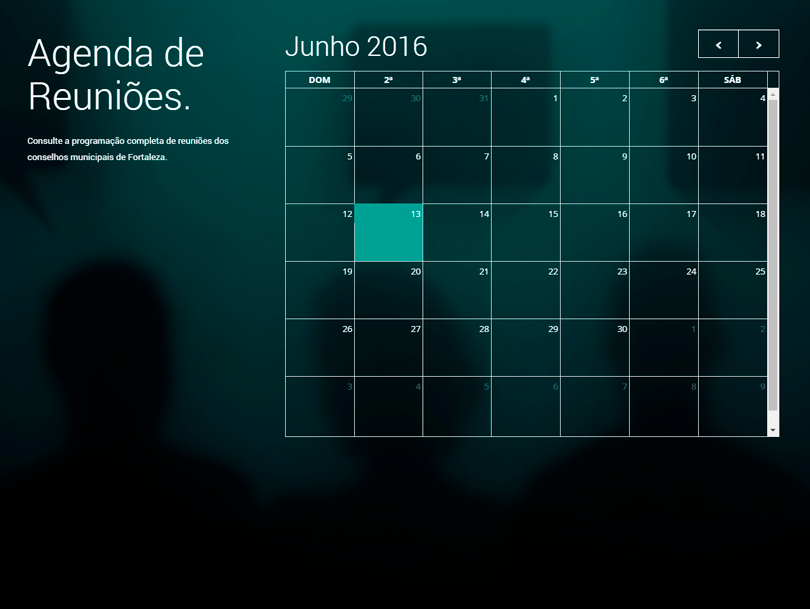 Agenda de
Reuniões.
Consulte a programação completa de reuniões dos
conselhos municipais de Fortaleza.
Junho 2016
DOM 2ª 3ª 4ª 5ª 6ª SÁB
29 30 31 1 2 3 4
5 6 7 8 9 10 11
12 13 14 15 16 17 18
19 20 21 22 23 24 25
26 27 28 29 30 1 2
3 4 5 6 7 8 9